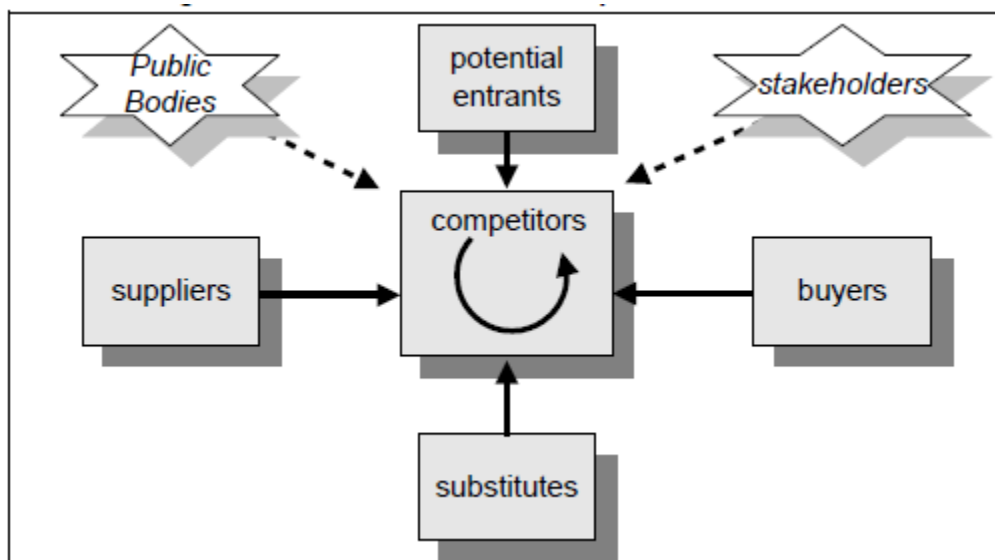 Public
Bodies
potential
entrants
stakeholders
competitors
suppliers
buyers
substitutes